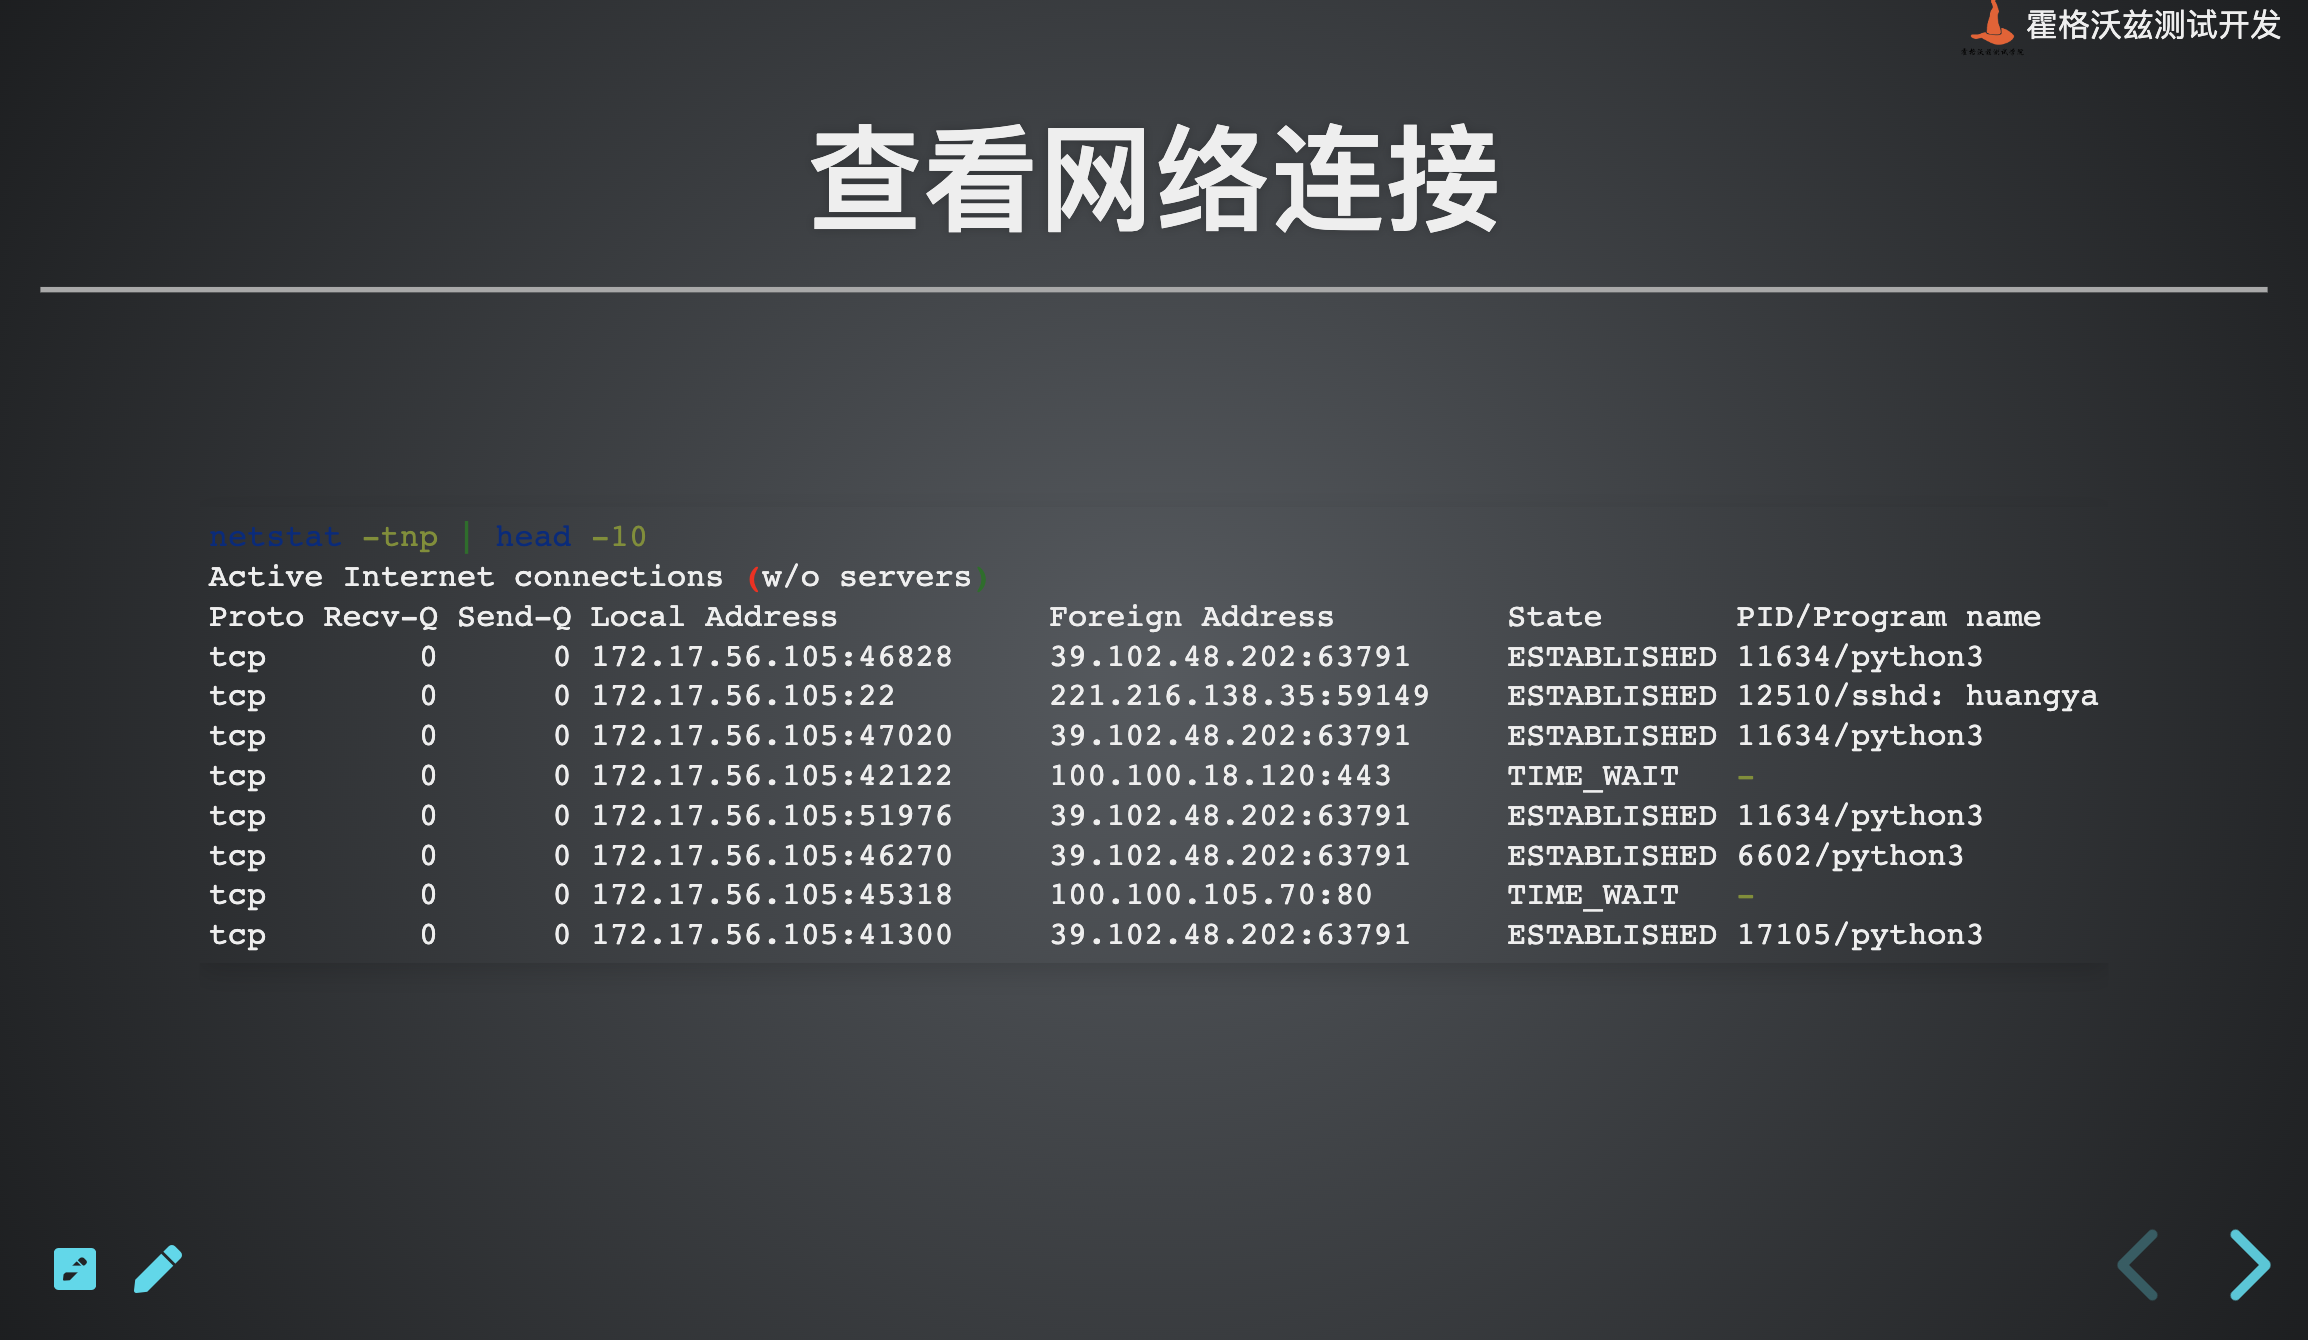 霍格沃兹测试开发
查看网络连接
netstat -tnp | head -10
Active Internet connections (w/o servers)
Proto Recv-Q Send-Q Local Address           Foreign Address         State       PID/Program name
tcp        0      0 172.17.56.105:46828     39.102.48.202:63791     ESTABLISHED 11634/python3
tcp        0      0 172.17.56.105:22        221.216.138.35:59149    ESTABLISHED 12510/sshd: huangya
tcp        0      0 172.17.56.105:47020     39.102.48.202:63791     ESTABLISHED 11634/python3
tcp        0      0 172.17.56.105:42122     100.100.18.120:443      TIME_WAIT   -
tcp        0      0 172.17.56.105:51976     39.102.48.202:63791     ESTABLISHED 11634/python3
tcp        0      0 172.17.56.105:46270     39.102.48.202:63791     ESTABLISHED 6602/python3
tcp        0      0 172.17.56.105:45318     100.100.105.70:80       TIME_WAIT   -
tcp        0      0 172.17.56.105:41300     39.102.48.202:63791     ESTABLISHED 17105/python3